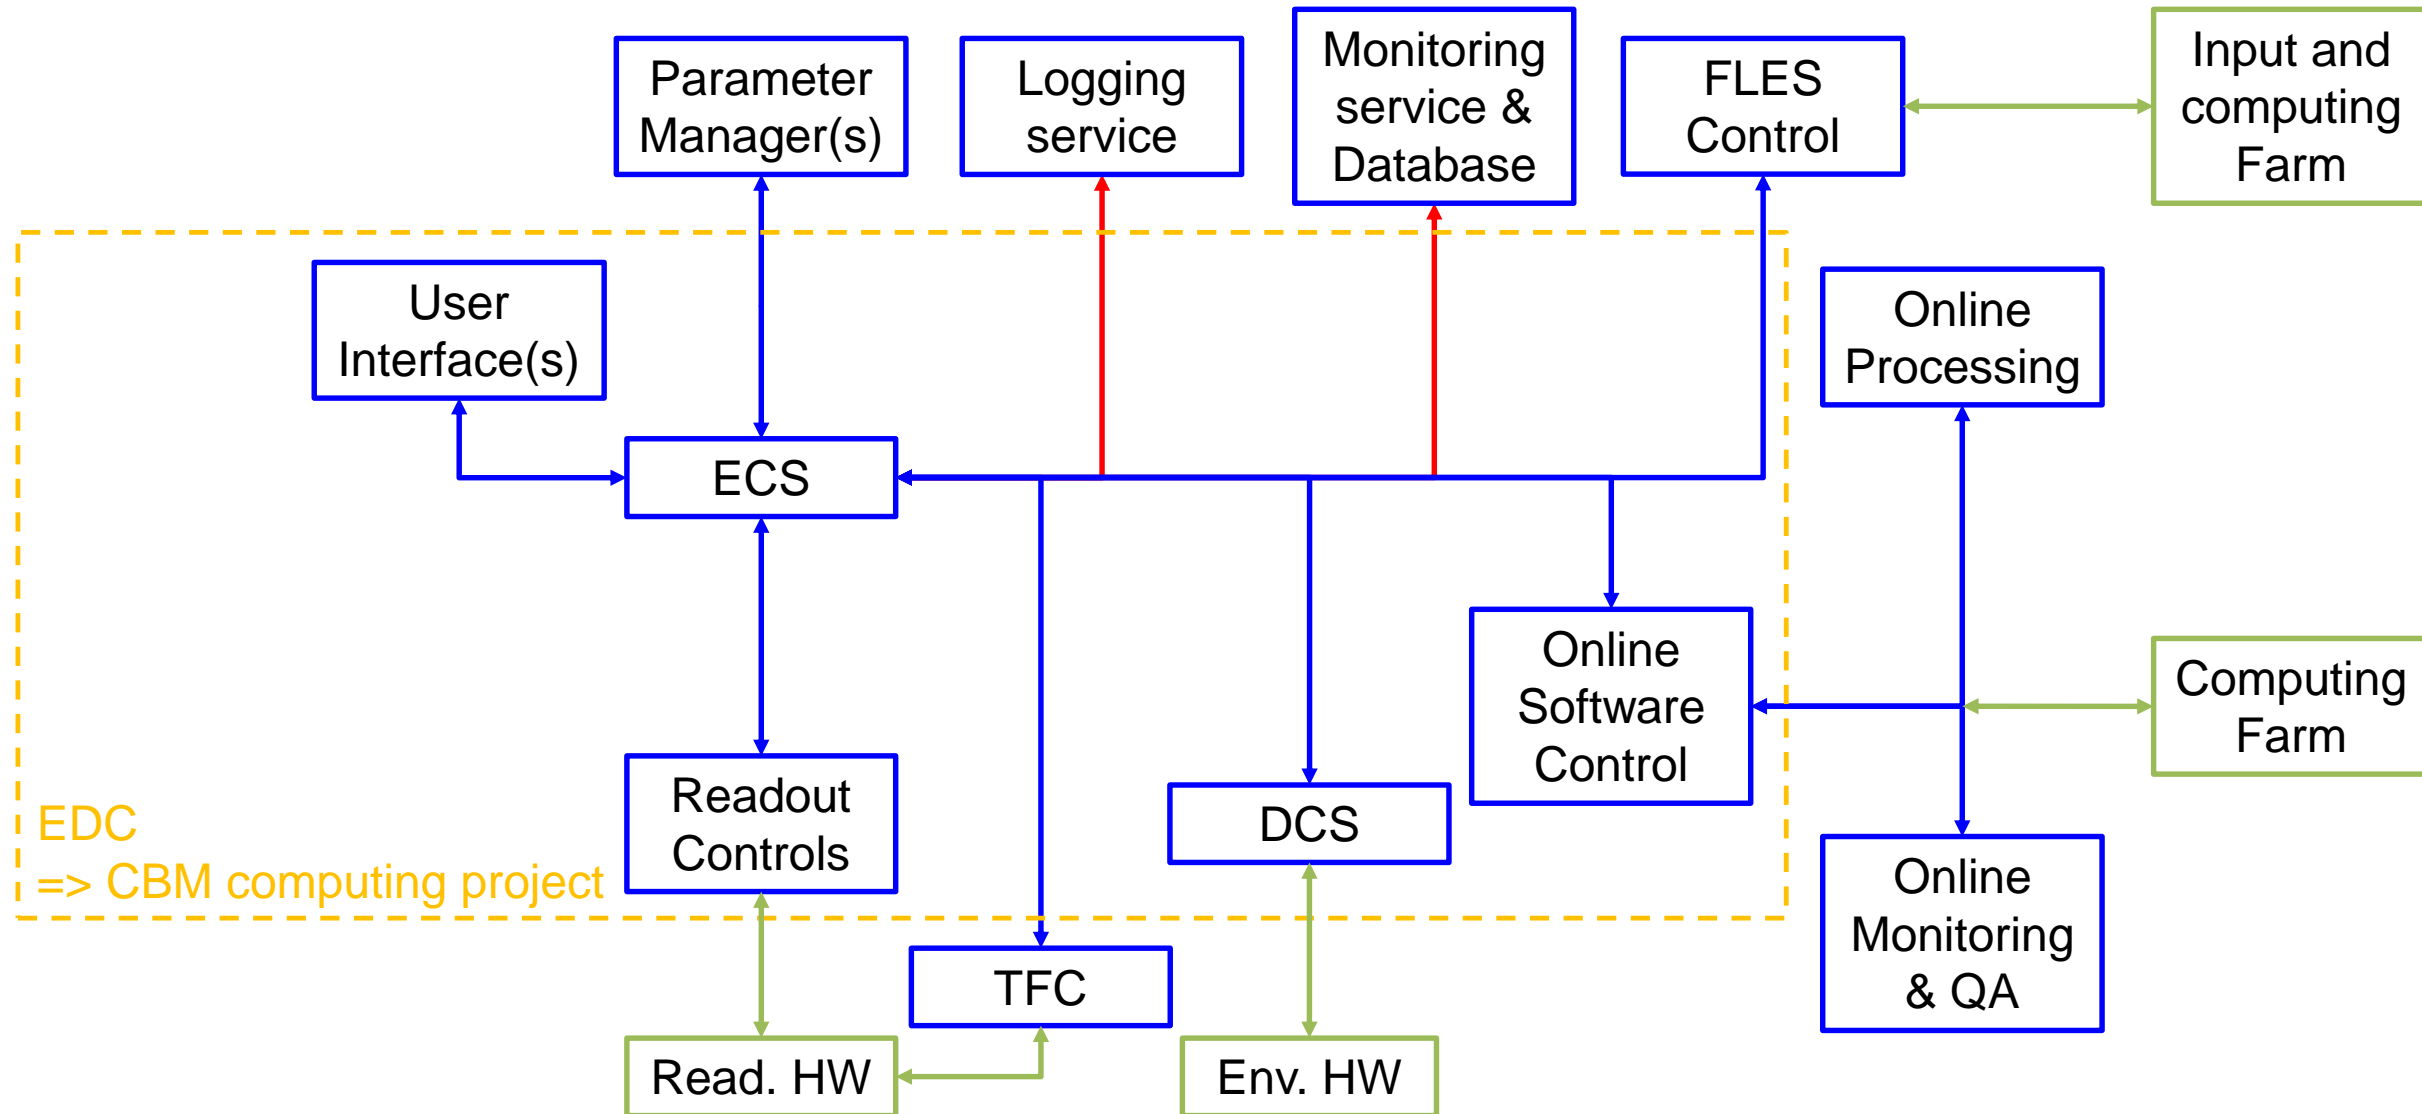 Parameter
Manager(s)
Logging
service
Monitoring
service &
Database
FLES
Control
Input and
computing
Farm
User
Interface(s)
Online
Processing
ECS
Online
Software
Control
Computing
Farm
Readout
Controls
DCS
EDC
=> CBM computing project
Online
Monitoring
& QA
TFC
Read. HW
Env. HW